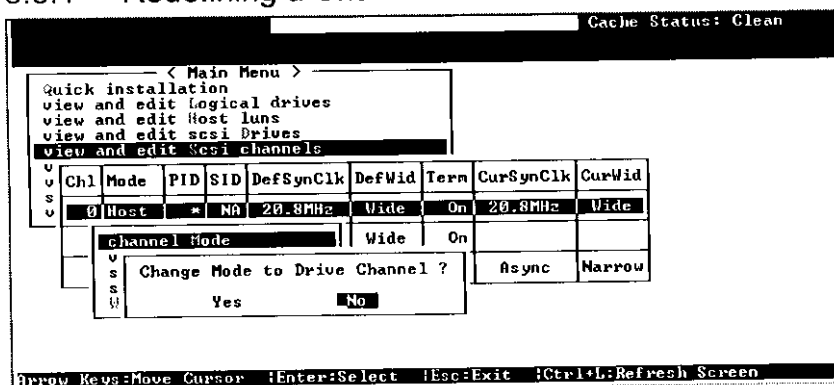 Cache Status: Clean
< Main Menu >
Quick installation
view and edit Logical drives
view and edit Host luns
view and edit scsi Drives
view and edit Scsi channels
v
v
s
v
Chl Mode PID SID DefSynClk DefWid Term CurSynClk CurWid
0 Host * NA 20.8MHz Wide On 20.8MHz Wide
channel Mode Wide On
v
s
s
W
Change Mode to Drive Channel ?
Yes No
Async Narrow
Arrow Keys:Move Cursor |Enter:Select |Esc:Exit |Ctrl+L:Refresh Screen